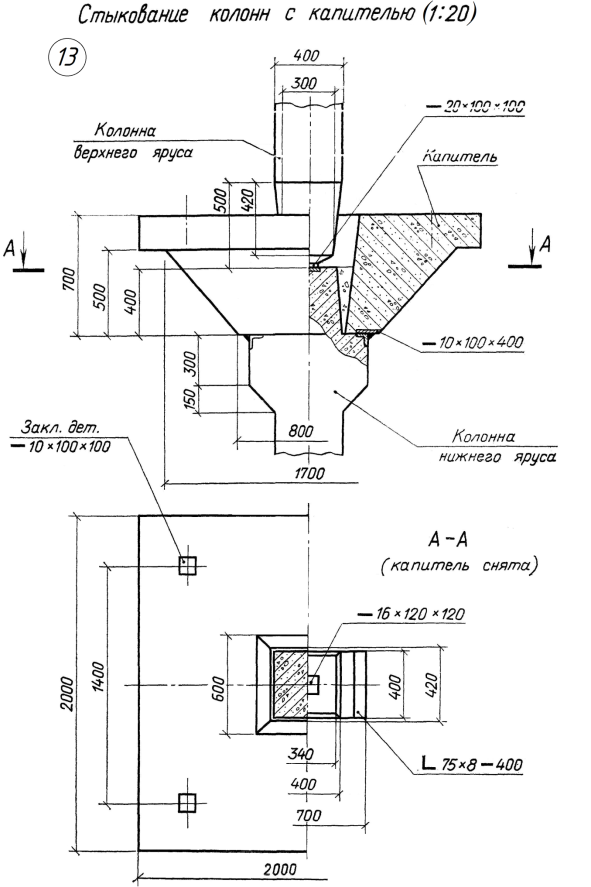 Стыкование колонн с капителью (1:20)
13
400
300
— 20×100×100
Колонна
верхнего яруса
Капитель
500
420
А
А
700
500
400
— 10×100×400
300
150
Закл. дет.
— 10×100×100
800
Колонна
нижнего яруса
1700
А-А
(капитель снята)
— 16×120×120
2000
1400
600
400
420
340
L 75×8 — 400
400
700
2000